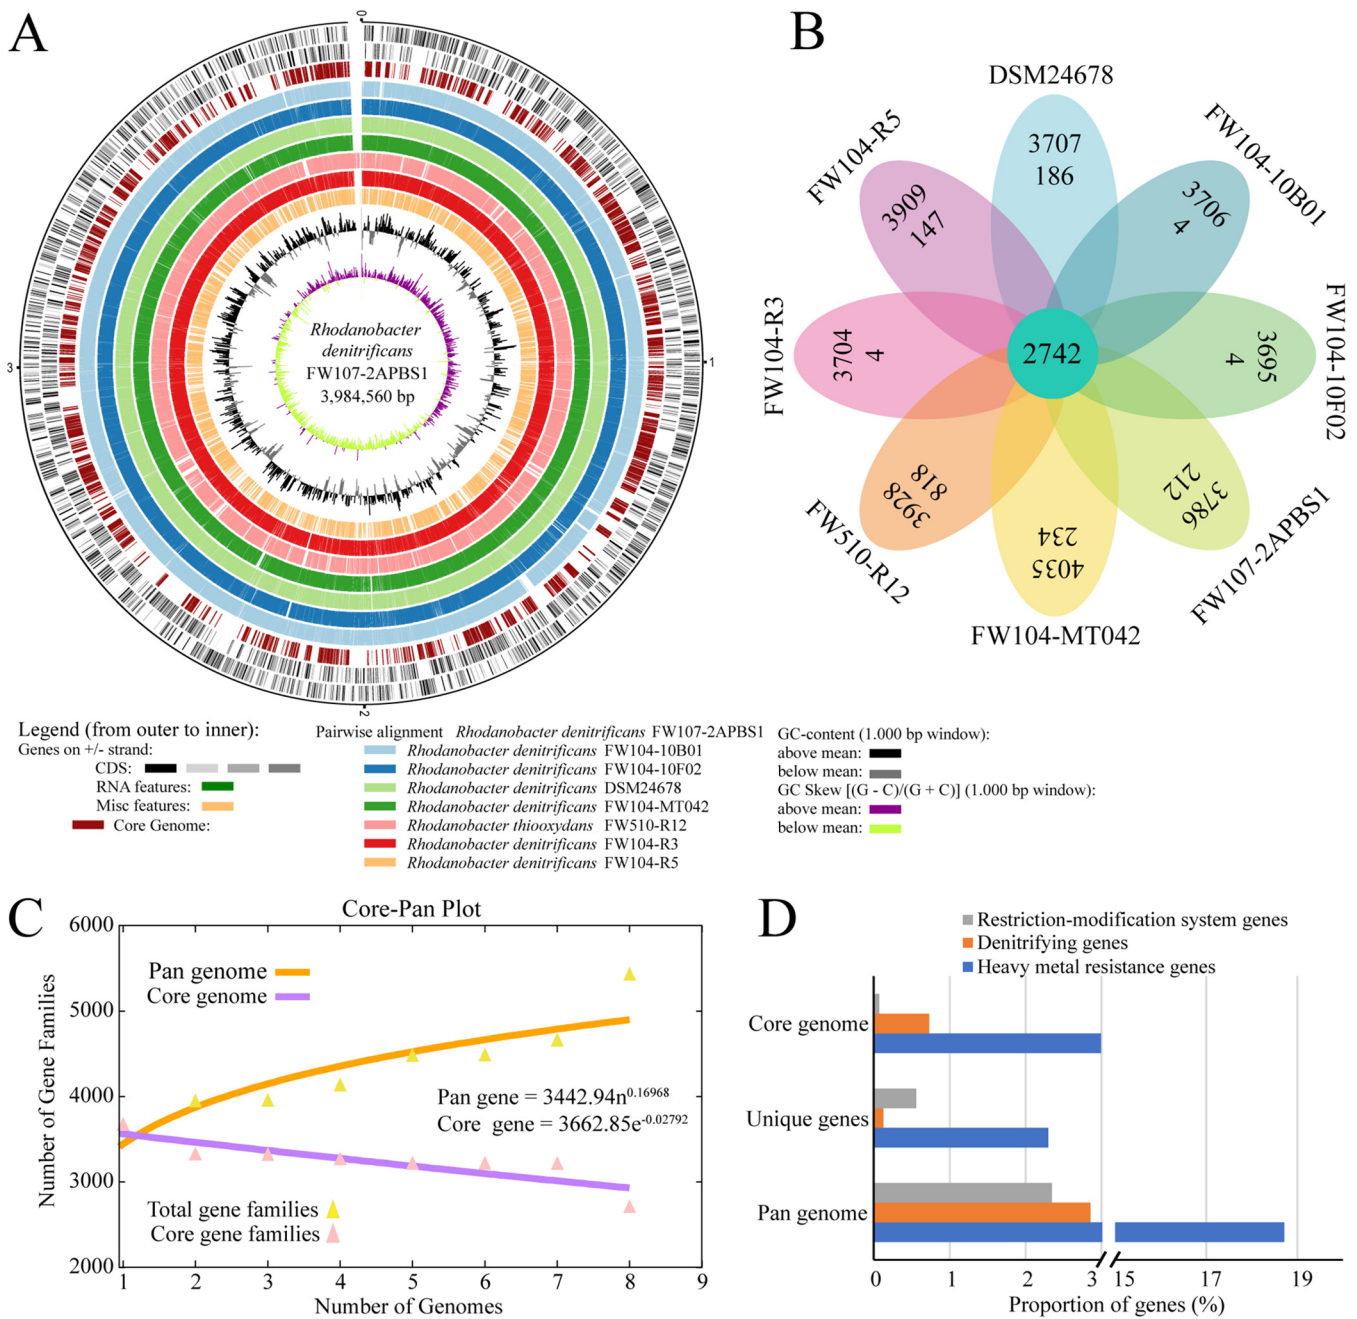 A
0
1
2
3
Rhodanobacter
denitrificans
FW107-2APBS1
3,984,560 bp
Legend (from outer to inner):
Genes on +/- strand:
CDS:
RNA features:
Misc features:
Core Genome:
Pairwise alignment Rhodanobacter denitrificans FW107-2APBS1
Rhodanobacter denitrificans FW104-10B01
Rhodanobacter denitrificans FW104-10F02
Rhodanobacter denitrificans DSM24678
Rhodanobacter denitrificans FW104-MT042
Rhodanobacter thiooxydans FW510-R12
Rhodanobacter denitrificans FW104-R3
Rhodanobacter denitrificans FW104-R5
GC-content (1.000 bp window):
above mean:
below mean:
GC Skew [(G - C)/(G + C)] (1.000 bp window):
above mean:
below mean:
B
DSM24678
3707
186
FW104-10B01
3706
4
FW104-10F02
3695
4
FW107-2APBS1
3786
212
FW104-MT042
4035
234
FW510-R12
3928
818
FW104-R3
3704
4
FW104-R5
3909
147
2742
C
Core-Pan Plot
Number of Gene Families
6000
5000
4000
3000
2000
Pan genome
Core genome
Pan gene = 3442.94n^0.16968
Core gene = 3662.85e^-0.02792
Total gene families
Core gene families
1 2 3 4 5 6 7 8 9
Number of Genomes
D
Restriction-modification system genes
Denitrifying genes
Heavy metal resistance genes
Core genome
Unique genes
Pan genome
0 1 2 3 15 17 19
Proportion of genes (%)